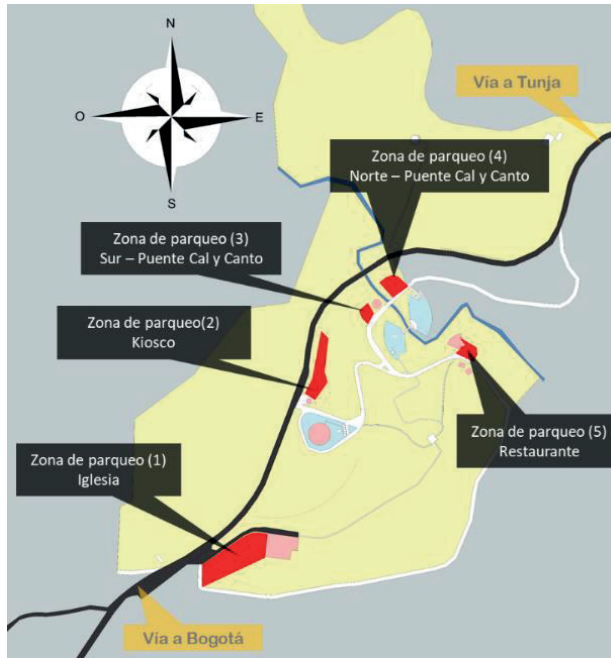 N
O
E
S
Vía a Tunja
Zona de parqueo (4)
Norte – Puente Cal y Canto
Zona de parqueo (3)
Sur – Puente Cal y Canto
Zona de parqueo(2)
Kiosco
Zona de parqueo (5)
Restaurante
Zona de parqueo (1)
Iglesia
Vía a Bogotá